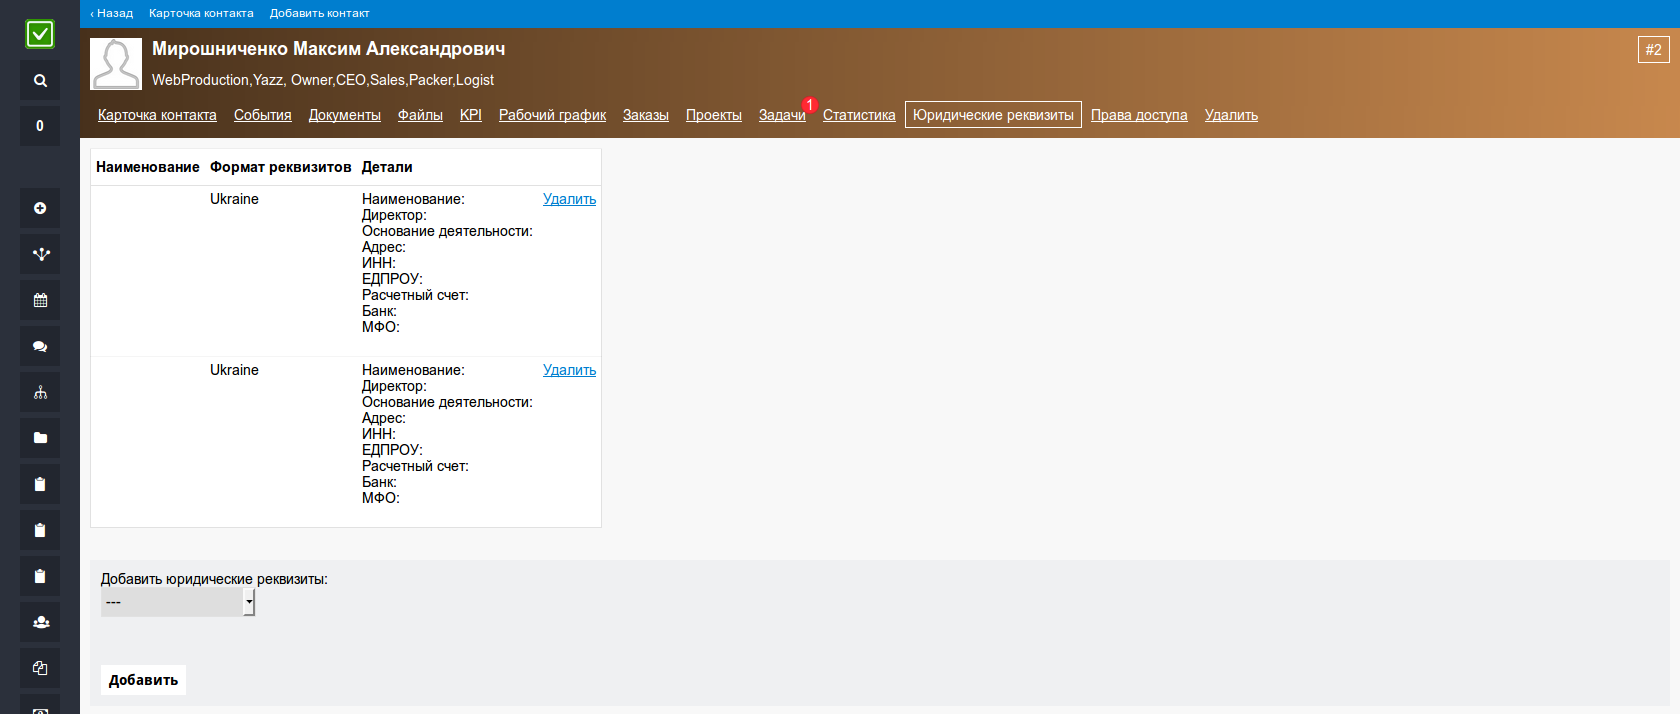 ‹ Назад Карточка контакта Добавить контакт
Мирошниченко Максим Александрович
#2
WebProduction,Yazz, Owner,CEO,Sales,Packer,Logist
Карточка контакта События Документы Файлы KPI Рабочий график Заказы Проекты Задачи 1 Статистика Юридические реквизиты Права доступа Удалить
0
Наименование Формат реквизитов Детали
Ukraine Наименование: Удалить
Директор:
Основание деятельности:
Адрес:
ИНН:
ЕДПРОУ:
Расчетный счет:
Банк:
МФО:
Ukraine Наименование: Удалить
Директор:
Основание деятельности:
Адрес:
ИНН:
ЕДПРОУ:
Расчетный счет:
Банк:
МФО:
Добавить юридические реквизиты:
---
Добавить